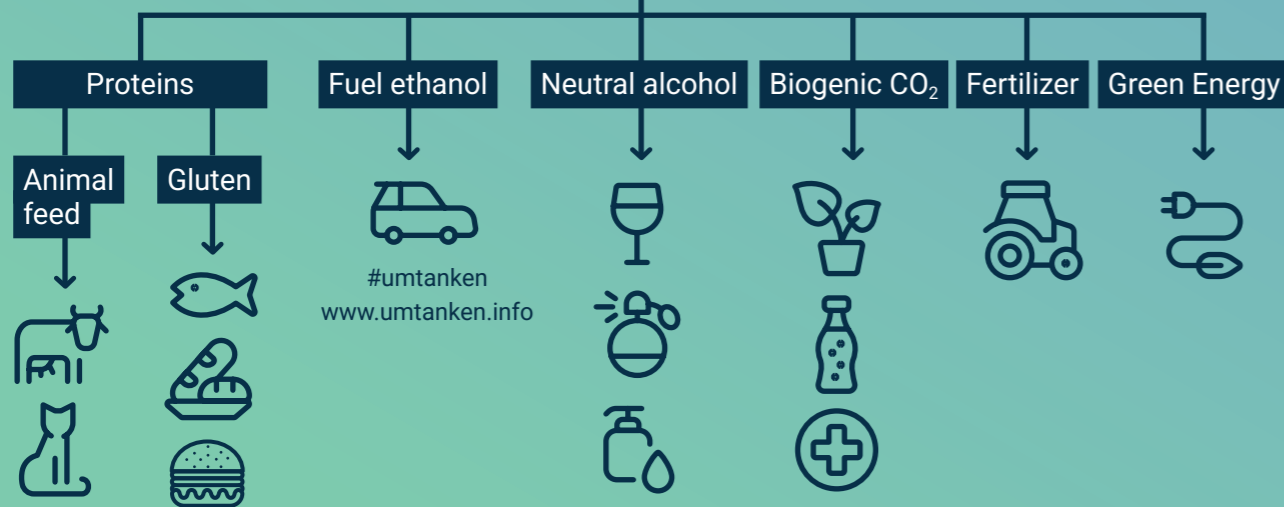 Proteins
Fuel ethanol
Neutral alcohol
Biogenic CO₂
Fertilizer
Green Energy
Animal
feed
Gluten
#umtanken
www.umtanken.info